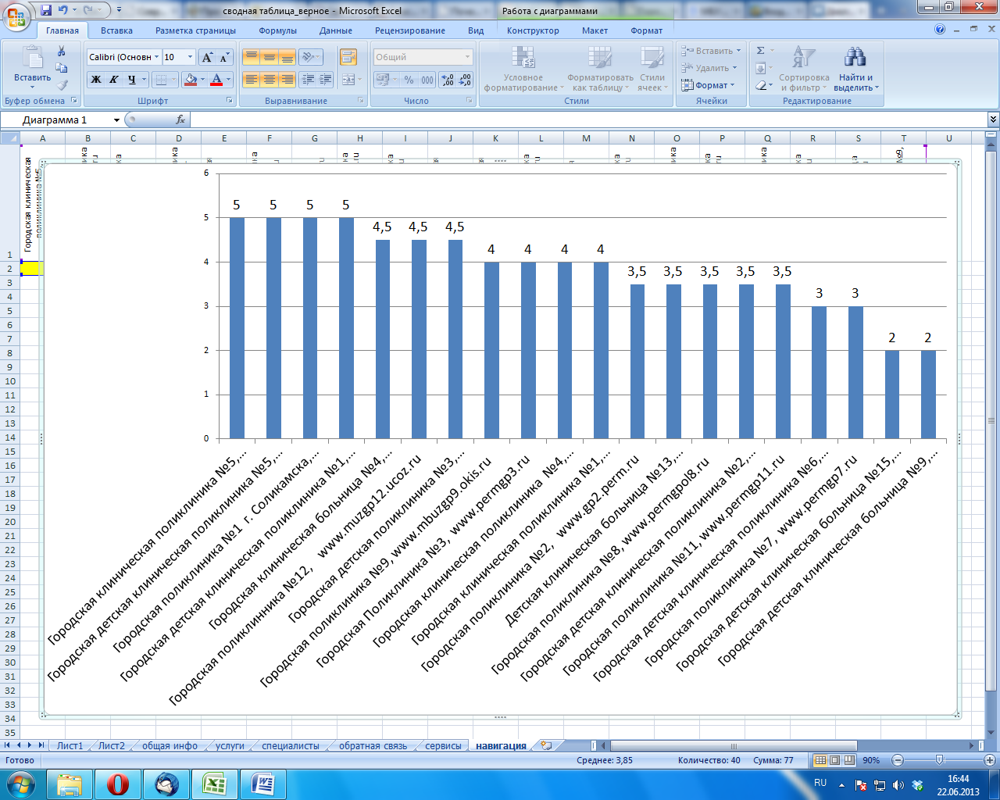 сводная таблица_верное - Microsoft Excel
Работа с диаграммами
Главная Вставка Разметка страницы Формулы Данные Рецензирование Вид Конструктор Макет Формат
Calibri (Основн 10
Общий
Вставить
Ж К Ч
А
% 000
Условное форматирование
Форматировать как таблицу
Стили ячеек
Вставить
Удалить
Формат
Сортировка и фильтр
Найти и выделить
Буфер обмена Шрифт Выравнивание Число Стили Ячейки Редактирование
Диаграмма 1
fx
A B C D E F G H I J K L M N O P Q R S T U
Городская клиническая
поликлиника №5
1
2
3
4
5
6
7
8
9
10
11
12
13
14
15
16
17
18
19
20
21
22
23
24
25
26
27
28
29
30
31
32
33
34
35
6
5
4
3
2
1
0
5 5 5 5 4,5 4,5 4,5 4 4 4 4 3,5 3,5 3,5 3,5 3,5 3 3 2 2
Городская клиническая поликлиника №5,...
Городская детская клиническая поликлиника №5,...
Городская поликлиника №1 г. Соликамска,...
Городская детская клиническая поликлиника №1,...
Городская клиническая больница №4,...
Городская поликлинника №12, www.muzgp12.ucoz.ru
Городская детская поликлиника №3,...
Городская поликлиника №9, www.mbuzgp9.okis.ru
Городская Поликлиника №3, www.permgp3.ru
Городская клиническая поликлиника №4,...
Городская клиническая поликлиника №1,...
Городская поликлиника №2, www.gp2.perm.ru
Детская клиническая больница №13,...
Городская поликлиника №8, www.permgpol8.ru
Городская детская клиническая поликлиника №2,...
Городская поликлиника №11, www.permgp11.ru
Городская детская клиническая поликлиника №6,...
Городская поликлиника №7, www.permgp7.ru
Городская детская клиническая больница №15,...
Городская детская клиническая больница №9,...
Лист1 Лист2 общая инфо услуги специалисты обратная связь сервисы навигация
Готово
Среднее: 3,85 Количество: 40 Сумма: 77
90%
RU
16:44
22.06.2013